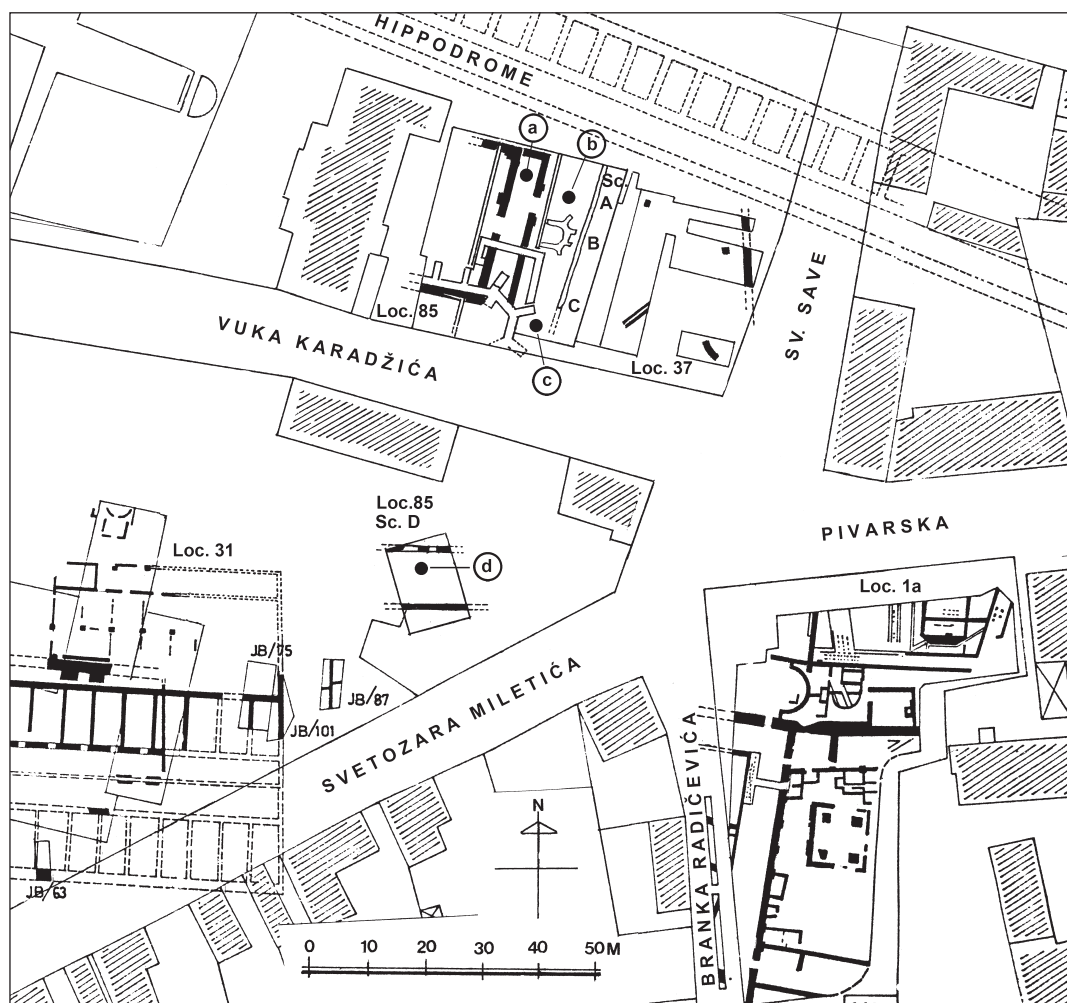 HIPPODROME
a
b
Sc.
A
B
C
Loc. 85
VUKA KARADŽIĆA
c
Loc. 37
SV. SAVE
Loc.85
Sc. D
d
PIVARSKA
Loc. 31
Loc. 1a
JB/75
JB/87
JB/101
SVETOZARA MILETIĆA
BRANKA RADIČEVIĆA
N
JB/63
0 10 20 30 40 50 M